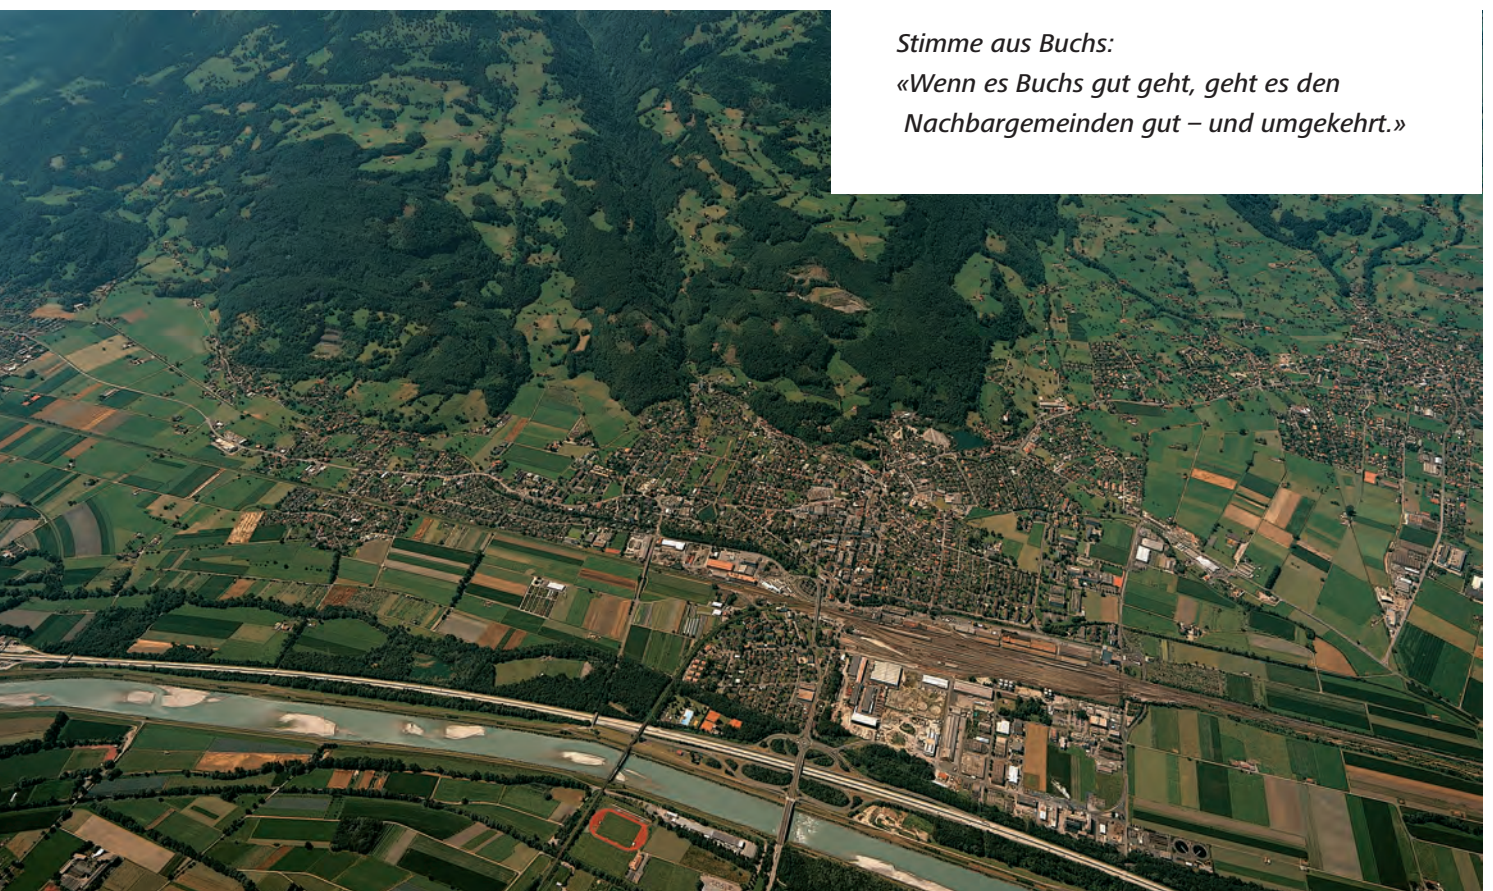 Stimme aus Buchs:
«Wenn es Buchs gut geht, geht es den
Nachbargemeinden gut – und umgekehrt.»